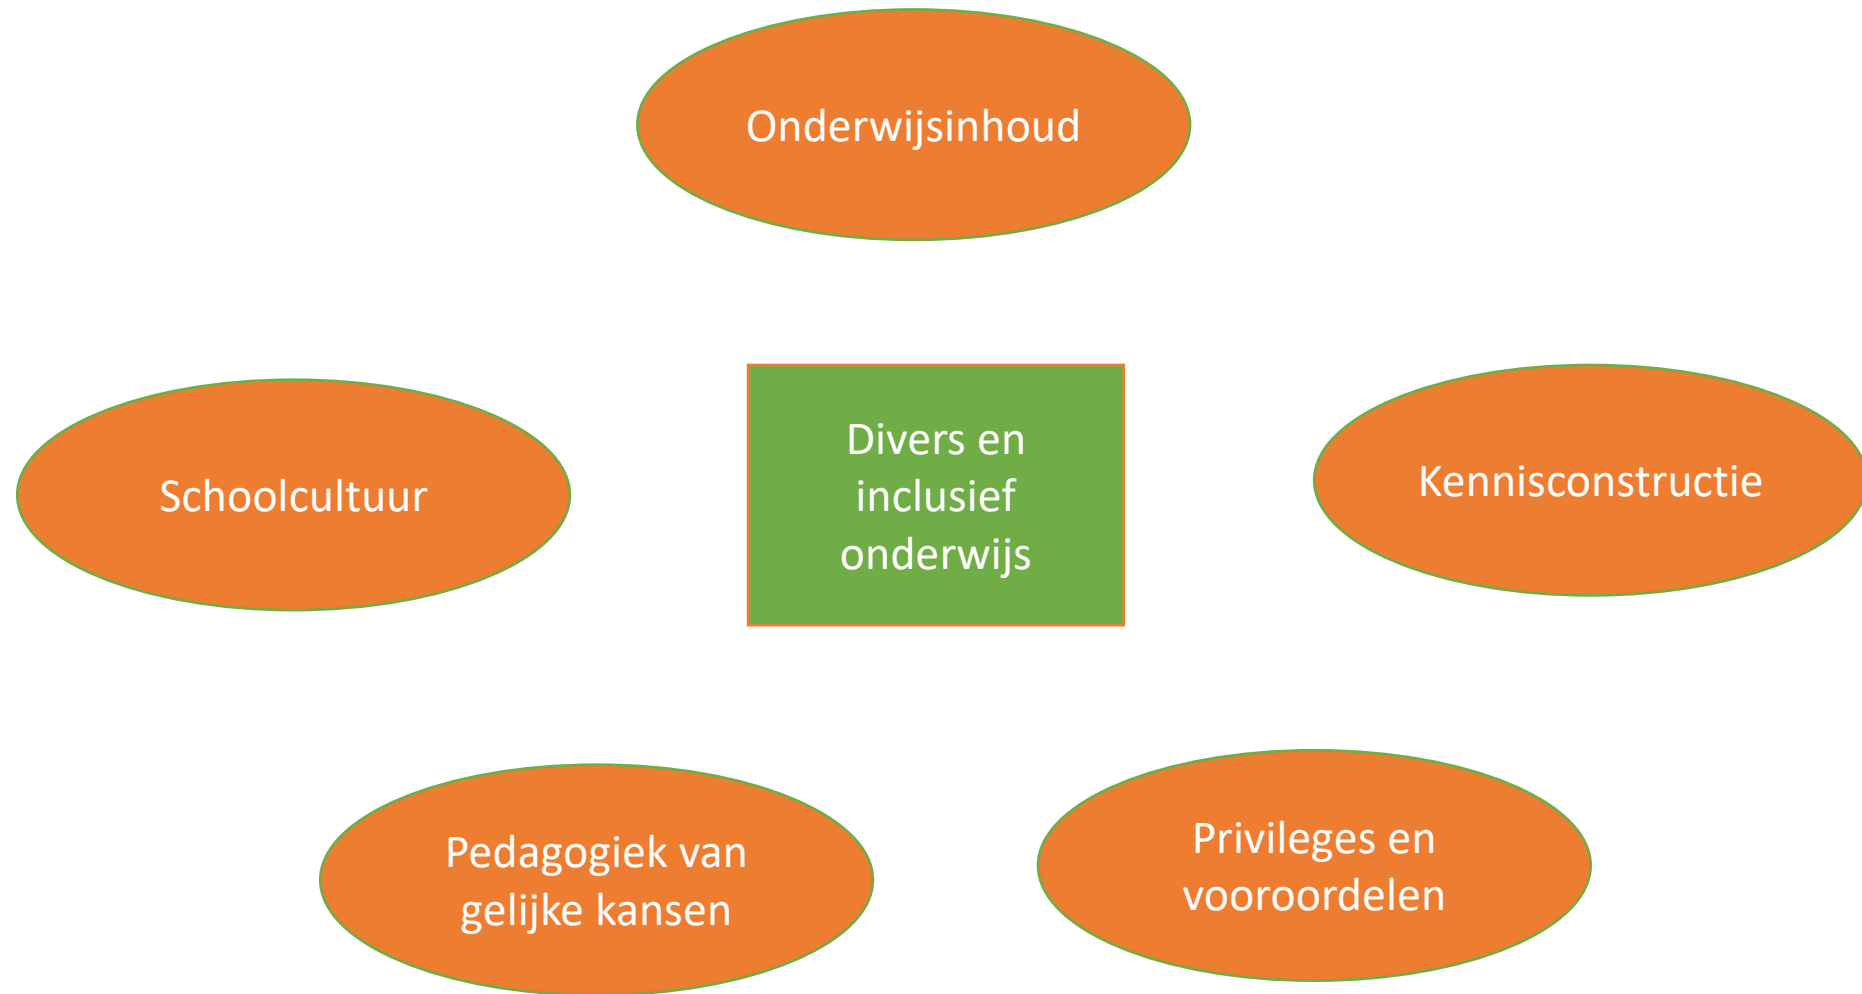 Onderwijsinhoud
Schoolcultuur
Divers en
inclusief
onderwijs
Kennisconstructie
Pedagogiek van
gelijke kansen
Privileges en
vooroordelen